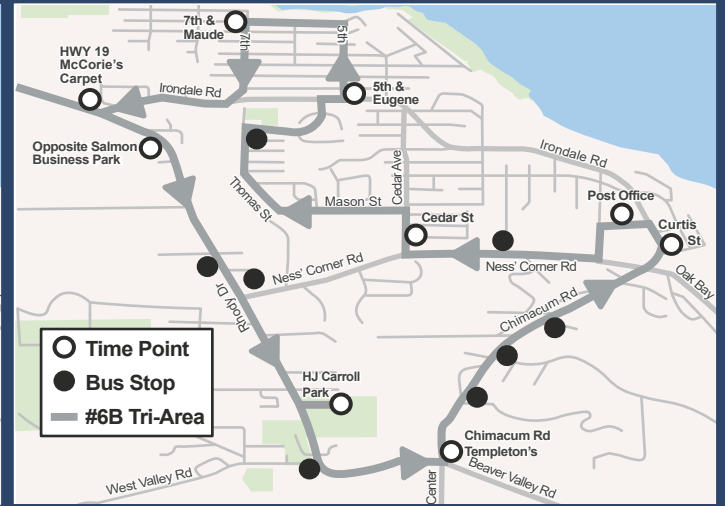 7th &
Maude
7th
5th
HWY 19
McCorie's
Carpet
Irondale Rd
5th &
Eugene
Opposite Salmon
Business Park
Thomas St
Mason St
Cedar Ave
Irondale Rd
Post Office
Cedar St
Curtis
St
Ness' Corner Rd
Ness' Corner Rd
Oak Bay
Rhody Dr
Chimacum Rd
Time Point
Bus Stop
#6B Tri-Area
HJ Carroll
Park
Chimacum Rd
Templeton's
West Valley Rd
Center
Beaver Valley Rd